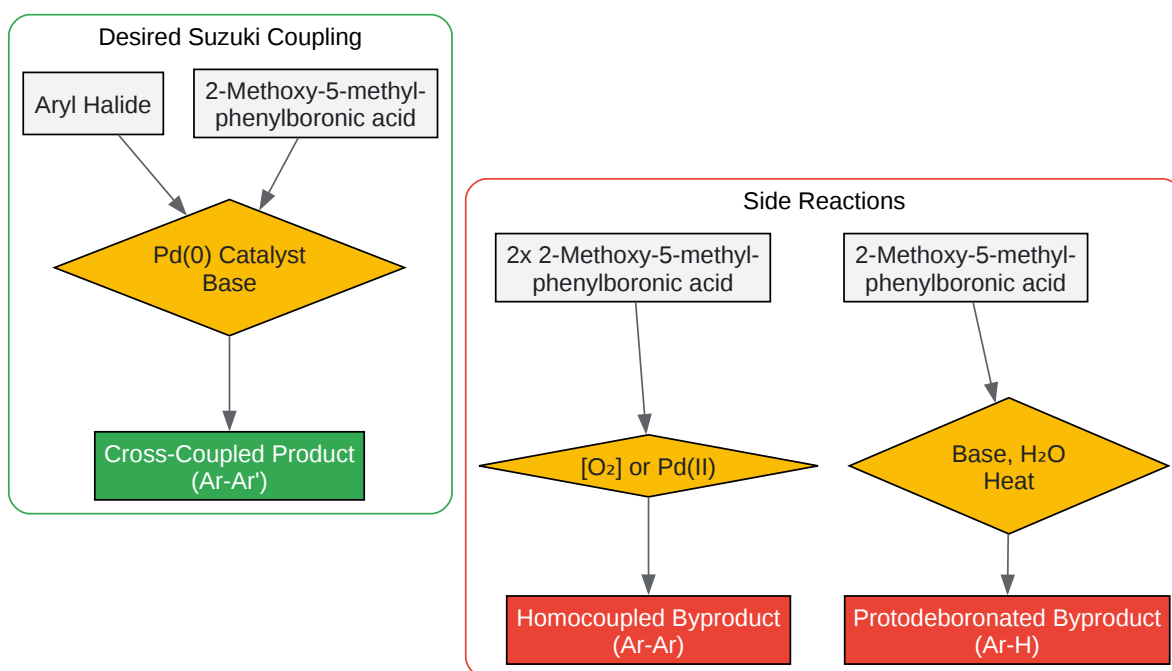 Desired Suzuki Coupling
Aryl Halide
2-Methoxy-5-methyl-
phenylboronic acid
Pd(0) Catalyst
Base
Cross-Coupled Product
(Ar-Ar')
Side Reactions
2x 2-Methoxy-5-methyl-
phenylboronic acid
[O₂] or Pd(II)
Homocoupled Byproduct
(Ar-Ar)
2-Methoxy-5-methyl-
phenylboronic acid
Base, H₂O
Heat
Protodeboronated Byproduct
(Ar-H)